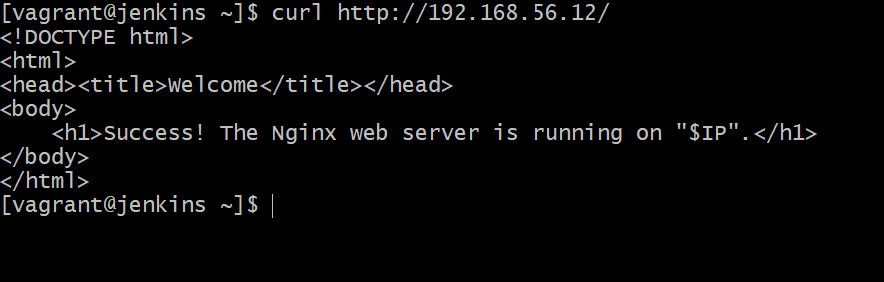 [vagrant@jenkins ~]$ curl http://192.168.56.12/
<!DOCTYPE html>
<html>
<head><title>Welcome</title></head>
<body>
    <h1>Success! The Nginx web server is running on "$IP".</h1>
</body>
</html>
[vagrant@jenkins ~]$